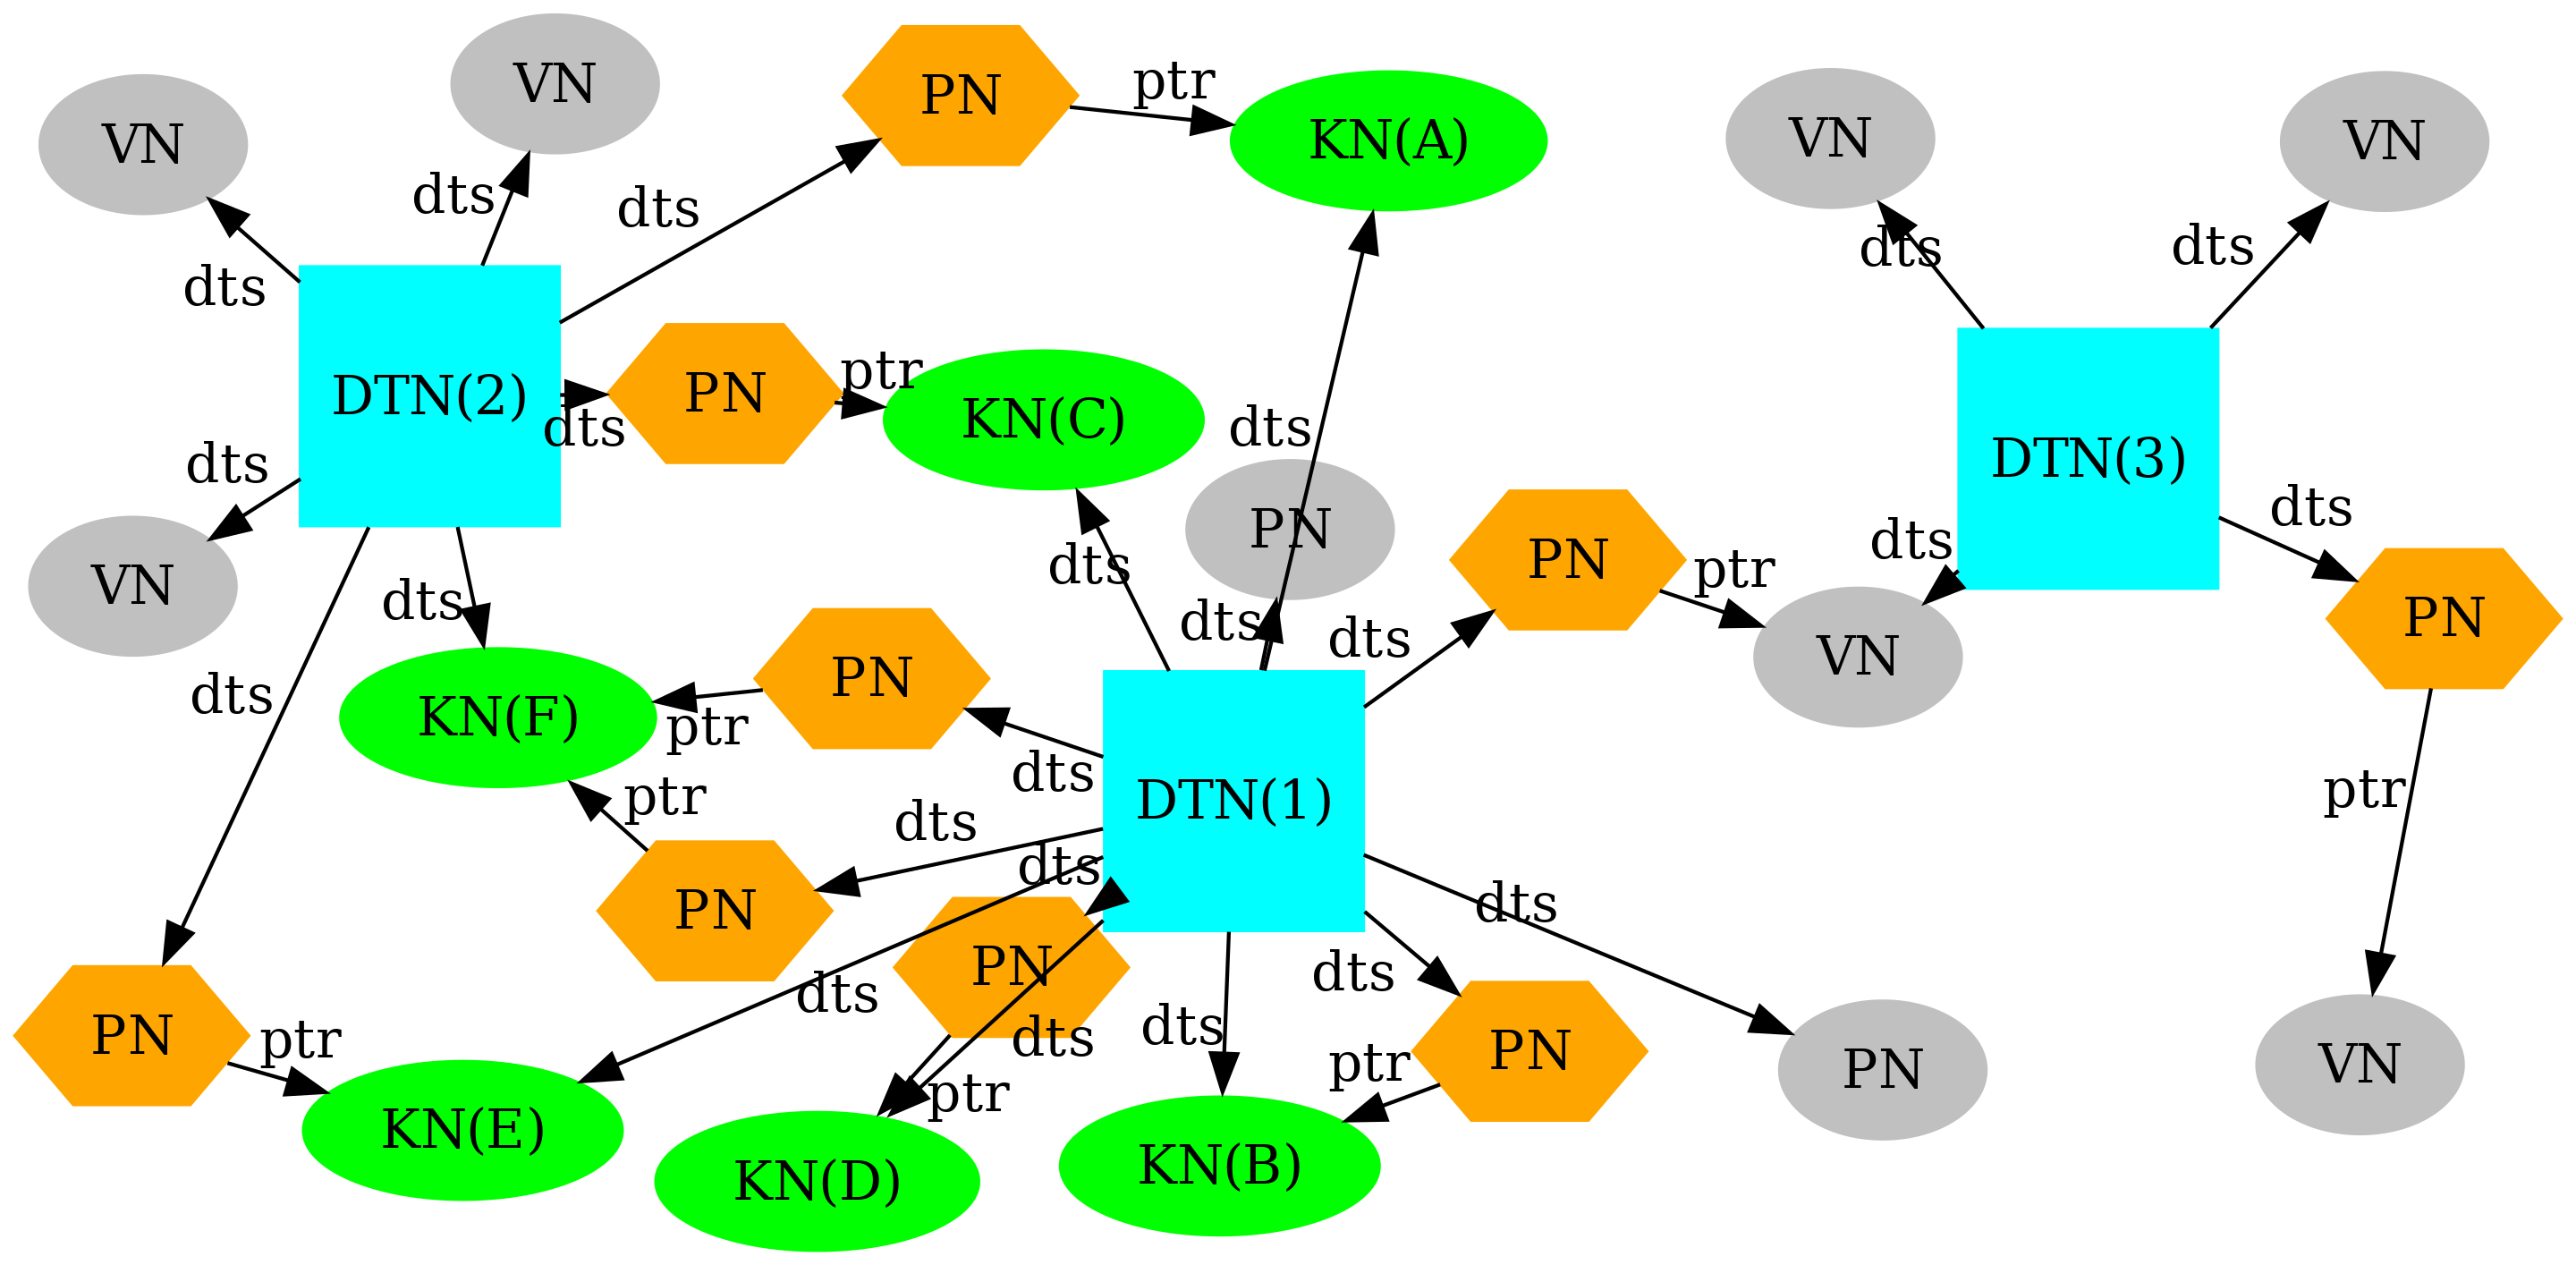 VN
VN
PN
ptr
KN(A)
VN
VN
dts
dts
dts
dts
dts
dts
DTN(2)
dts
PN
ptr
KN(C)
dts
DTN(3)
dts
VN
dts
dts
PN
dts
PN
dts
ptr
VN
dts
PN
dts
dts
KN(F)
ptr
PN
dts
DTN(1)
ptr
ptr
PN
dts
dts
PN
dts
dts
dts
dts
dts
PN
ptr
KN(E)
ptr
KN(D)
KN(B)
ptr
PN
PN
VN